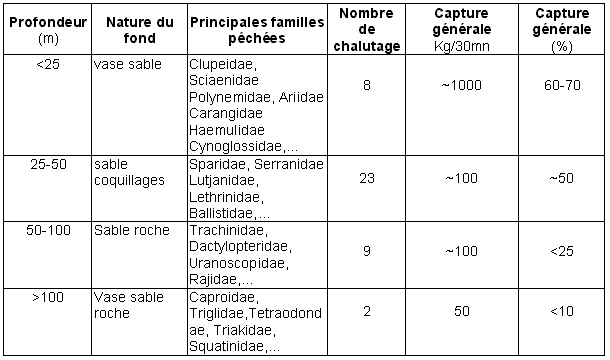 Profondeur
(m)
Nature du
fond
Principales familles
pêchées
Nombre
de
chalutage
Capture
générale
Kg/30mn
Capture
générale
(%)
<25
vase sable
Clupeidae,
Sciaenidae
Polynemidae, Ariidae
Carangidae
Haemulidae
Cynoglossidae,...
8
~1000
60-70
25-50
sable
coquillages
Sparidae, Serranidae
Lutjanidae,
Lethrinidae,
Ballistidae,...
23
~100
~50
50-100
Sable roche
Trachinidae,
Dactylopteridae,
Uranoscopidae,
Rajidae,...
9
~100
<25
>100
Vase sable
roche
Caproidae,
Triglidae,Tetraodond
ae, Triakidae,
Squatinidae,...
2
50
<10